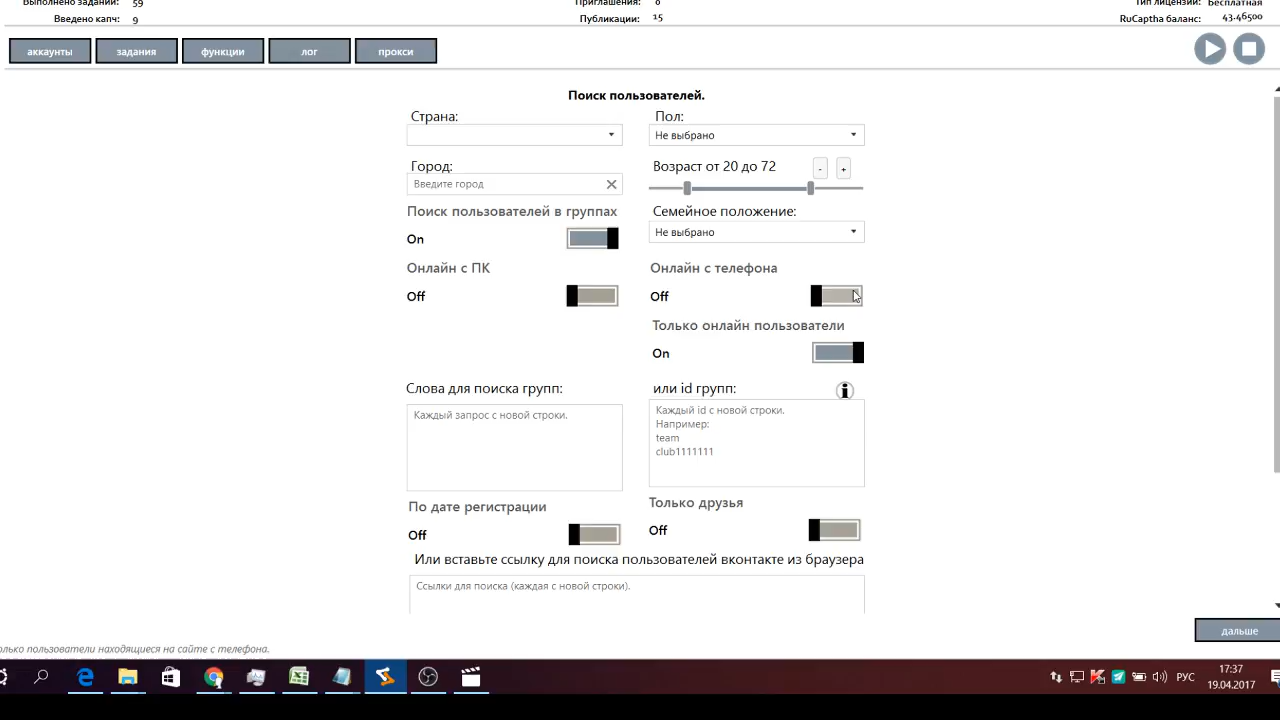 Выполнено заданий: 59
Приглашения: 0
Тип лицензии: Бесплатная
Введено капч: 9
Публикации: 15
RuCaptha баланс: 43.46500
аккаунты
задания
функции
лог
прокси
Поиск пользователей.
Страна:
Пол:
Не выбрано
Город:
Возраст от 20 до 72
- +
Введите город
Поиск пользователей в группах
Семейное положение:
On
Не выбрано
Онлайн с ПК
Онлайн с телефона
Off
Off
Только онлайн пользователи
On
Слова для поиска групп:
или id групп:
Каждый запрос с новой строки.
Каждый id с новой строки.
Например:
team
club1111111
По дате регистрации
Только друзья
Off
Off
Или вставьте ссылку для поиска пользователей вконтакте из браузера
Ссылки для поиска (каждая с новой строки).
дальше
олько пользователи находящиеся на сайте с телефона.
РУС
17:37
19.04.2017